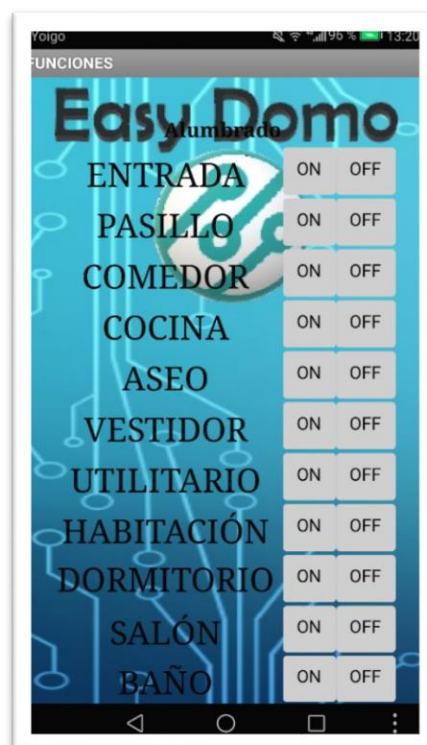 Yolgo 96 % 13:20
FUNCIONES
Easy Domo
Alumbrado
ENTRADA ON OFF
PASILLO ON OFF
COMEDOR ON OFF
COCINA ON OFF
ASEO ON OFF
VESTIDOR ON OFF
UTILITARIO ON OFF
HABITACIÓN ON OFF
DORMITORIO ON OFF
SALÓN ON OFF
BAÑO ON OFF